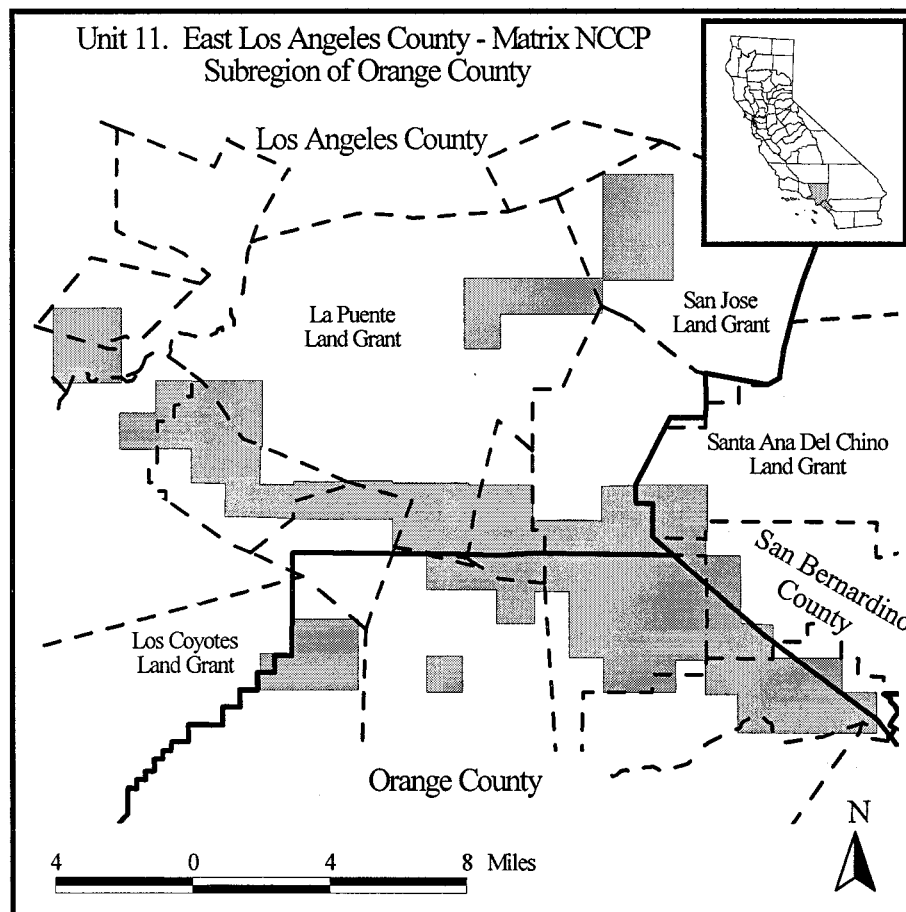 Unit 11. East Los Angeles County - Matrix NCCP
Subregion of Orange County
Los Angeles County
La Puente
Land Grant
San Jose
Land Grant
Santa Ana Del Chino
Land Grant
San Bernardino
County
Los Coyotes
Land Grant
Orange County
N
4 0 4 8 Miles